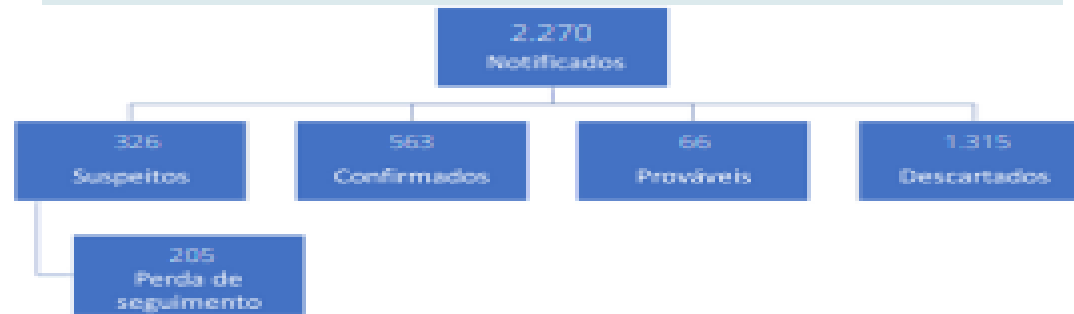 2.270
Notificados
326
Suspeitos
563
Confirmados
66
Prováveis
1.315
Descartados
205
Perda de
seguimento